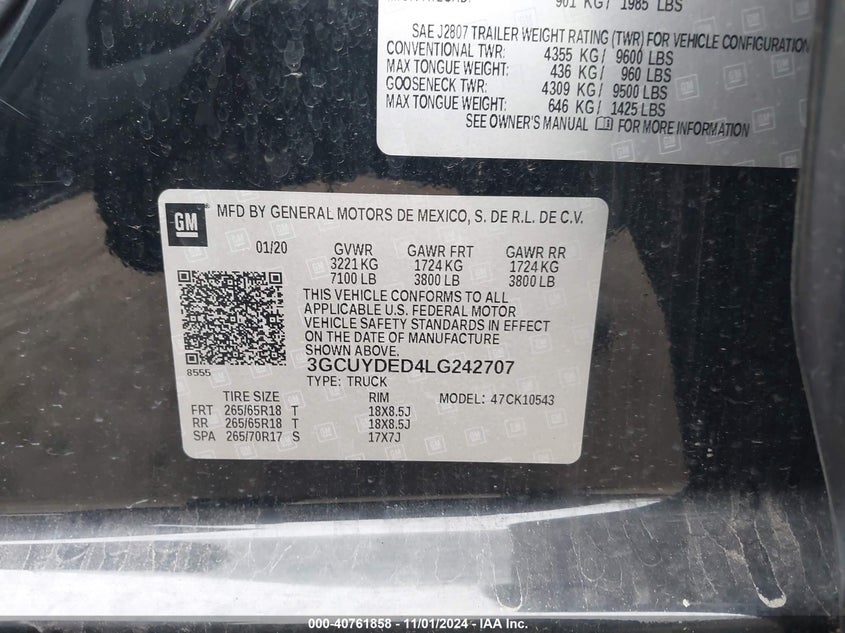 901 KG/ 1985 LBS
SAE J2807 TRAILER WEIGHT RATING (TWR) FOR VEHICLE CONFIGURATION
CONVENTIONAL TWR: 4355 KG/ 9600 LBS
MAX TONGUE WEIGHT: 436 KG/ 960 LBS
GOOSENECK TWR: 4309 KG/ 9500 LBS
MAX TONGUE WEIGHT: 646 KG/ 1425 LBS
SEE OWNER'S MANUAL FOR MORE INFORMATION
GM MFD BY GENERAL MOTORS DE MEXICO, S. DE R.L. DE C.V.
01/20 GVWR GAWR FRT GAWR RR
3221 KG 1724 KG 1724 KG
7100 LB 3800 LB 3800 LB
THIS VEHICLE CONFORMS TO ALL
APPLICABLE U.S. FEDERAL MOTOR
VEHICLE SAFETY STANDARDS IN EFFECT
ON THE DATE OF MANUFACTURE
SHOWN ABOVE.
3GCUYDED4LG242707
8555
TYPE: TRUCK
TIRE SIZE RIM MODEL: 47CK10543
FRT 265/65R18 T 18X8.5J
RR 265/65R18 T 18X8.5J
SPA 265/70R17 S 17X7J
000-40761858 - 11/01/2024 - IAA Inc.